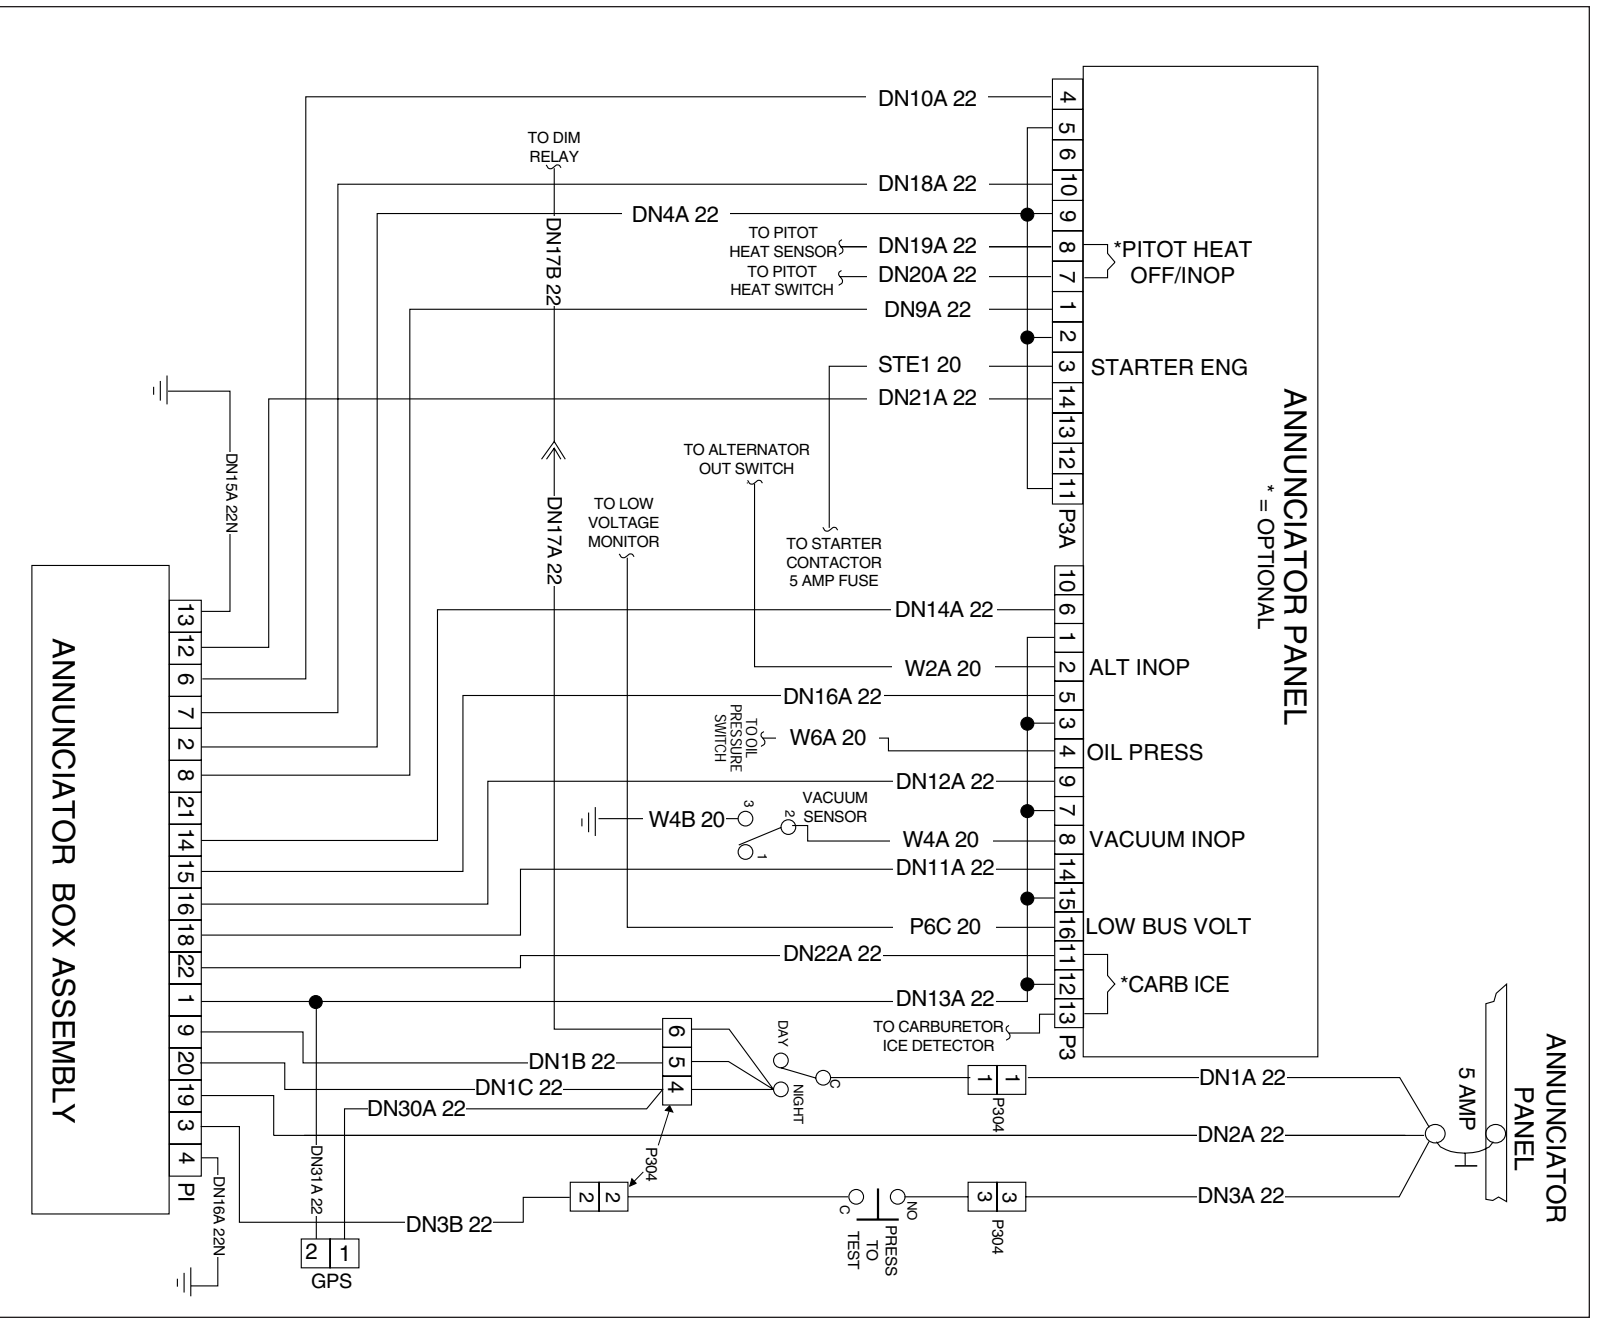 DN10A 22
4
5
6
TO DIM
RELAY
DN18A 22
10
DN4A 22
9
DN17B 22
TO PITOT
HEAT SENSOR
DN19A 22
8
*PITOT HEAT
OFF/INOP
TO PITOT
HEAT SWITCH
DN20A 22
7
DN9A 22
1
2
STE1 20
3
STARTER ENG
DN21A 22
14
13
12
11
P3A
ANNUNCIATOR PANEL
* = OPTIONAL
TO ALTERNATOR
OUT SWITCH
DN15A 22N
DN17A 22
TO LOW
VOLTAGE
MONITOR
TO STARTER
CONTACTOR
5 AMP FUSE
10
DN14A 22
6
1
W2A 20
2
ALT INOP
DN16A 22
5
3
TO OIL
PRESSURE
SWITCH
W6A 20
4
OIL PRESS
DN12A 22
9
7
VACUUM
SENSOR
W4B 20
3
2
1
W4A 20
8
VACUUM INOP
DN11A 22
14
15
P6C 20
16
LOW BUS VOLT
DN22A 22
11
12
*CARB ICE
DN13A 22
13
TO CARBURETOR
ICE DETECTOR
P3
ANNUNCIATOR BOX ASSEMBLY
13
12
6
7
2
8
21
14
15
16
18
22
1
9
20
19
3
4
PI
6
5
4
DAY
NIGHT
C
DN1B 22
DN1C 22
DN30A 22
1
1
P304
DN1A 22
DN2A 22
5 AMP
ANNUNCIATOR
PANEL
P304
DN31A 22
DN16A 22N
DN3B 22
2
2
C
NO
PRESS
TO
TEST
3
3
P304
DN3A 22
2
1
GPS